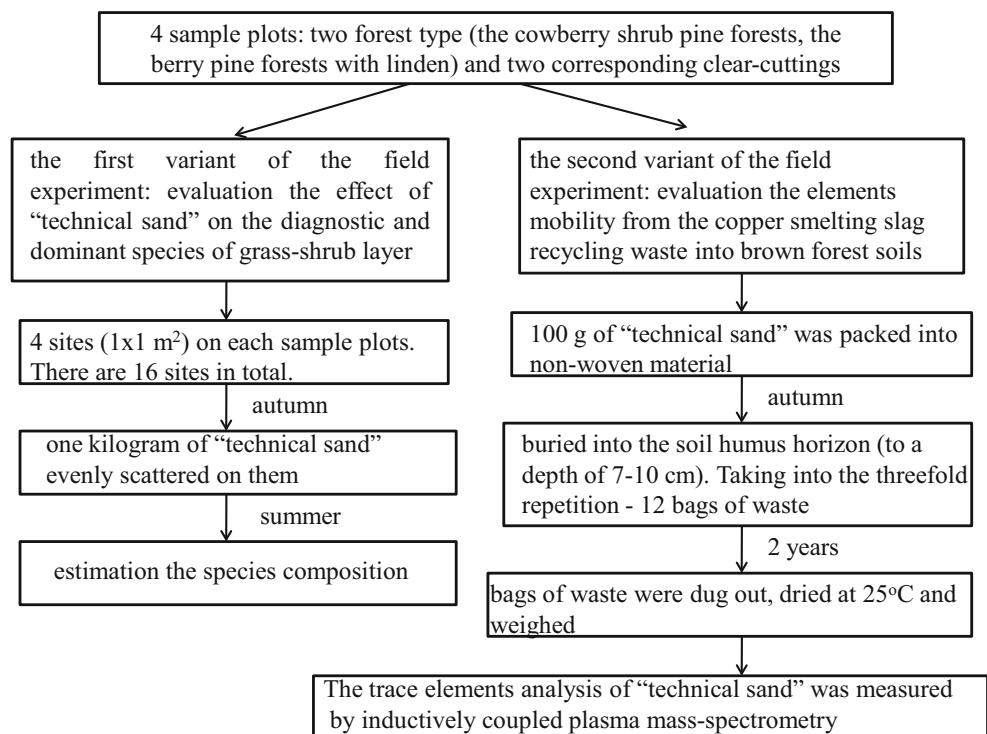 4 sample plots: two forest type (the cowberry shrub pine forests, the
berry pine forests with linden) and two corresponding clear-cuttings
the first variant of the field
experiment: evaluation the effect of
“technical sand” on the diagnostic and
dominant species of grass-shrub layer
4 sites (1x1 m²) on each sample plots.
There are 16 sites in total.
autumn
one kilogram of “technical sand”
evenly scattered on them
summer
estimation the species composition
the second variant of the field
experiment: evaluation the elements
mobility from the copper smelting slag
recycling waste into brown forest soils
100 g of “technical sand” was packed into
non-woven material
autumn
buried into the soil humus horizon (to a
depth of 7-10 cm). Taking into the threefold
repetition - 12 bags of waste
2 years
bags of waste were dug out, dried at 25°C and
weighed
The trace elements analysis of “technical sand” was measured
by inductively coupled plasma mass-spectrometry